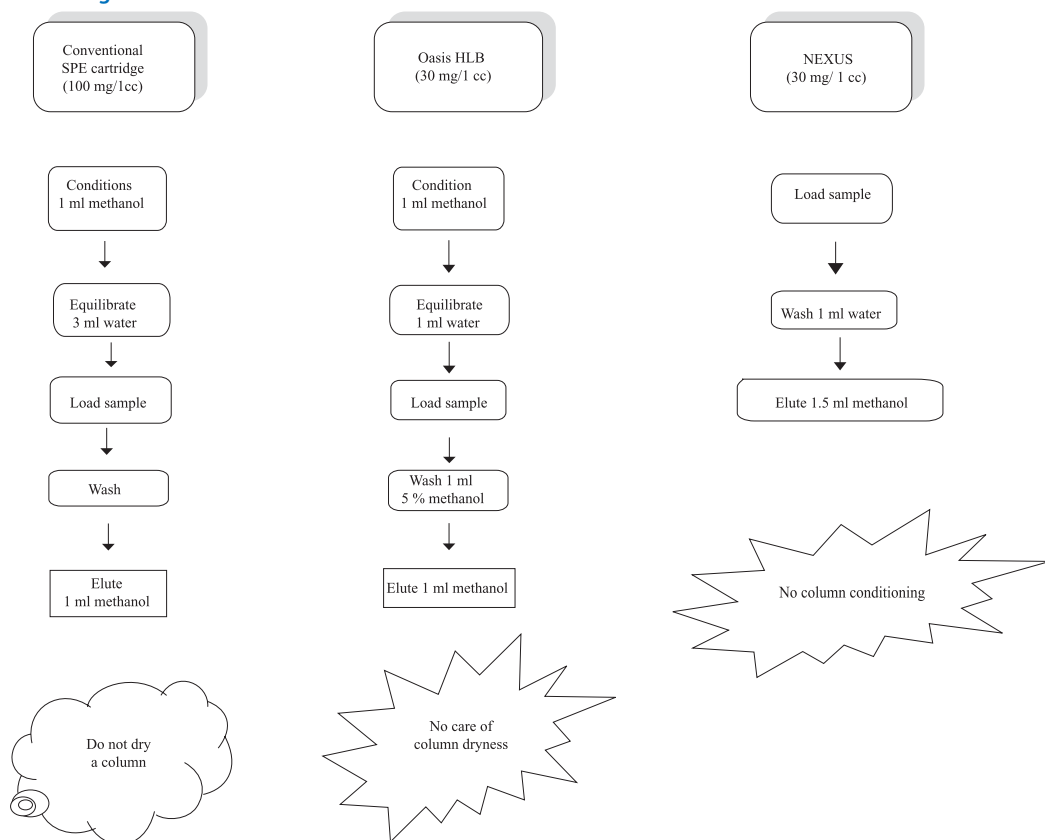 Conventional
SPE cartridge
(100 mg/1cc)
Conditions
1 ml methanol
Equilibrate
3 ml water
Load sample
Wash
Elute
1 ml methanol
Do not dry
a column
Oasis HLB
(30 mg/1 cc)
Condition
1 ml methanol
Equilibrate
1 ml water
Load sample
Wash 1 ml
5 % methanol
Elute 1 ml methanol
No care of
column dryness
NEXUS
(30 mg/ 1 cc)
Load sample
Wash 1 ml water
Elute 1.5 ml methanol
No column conditioning